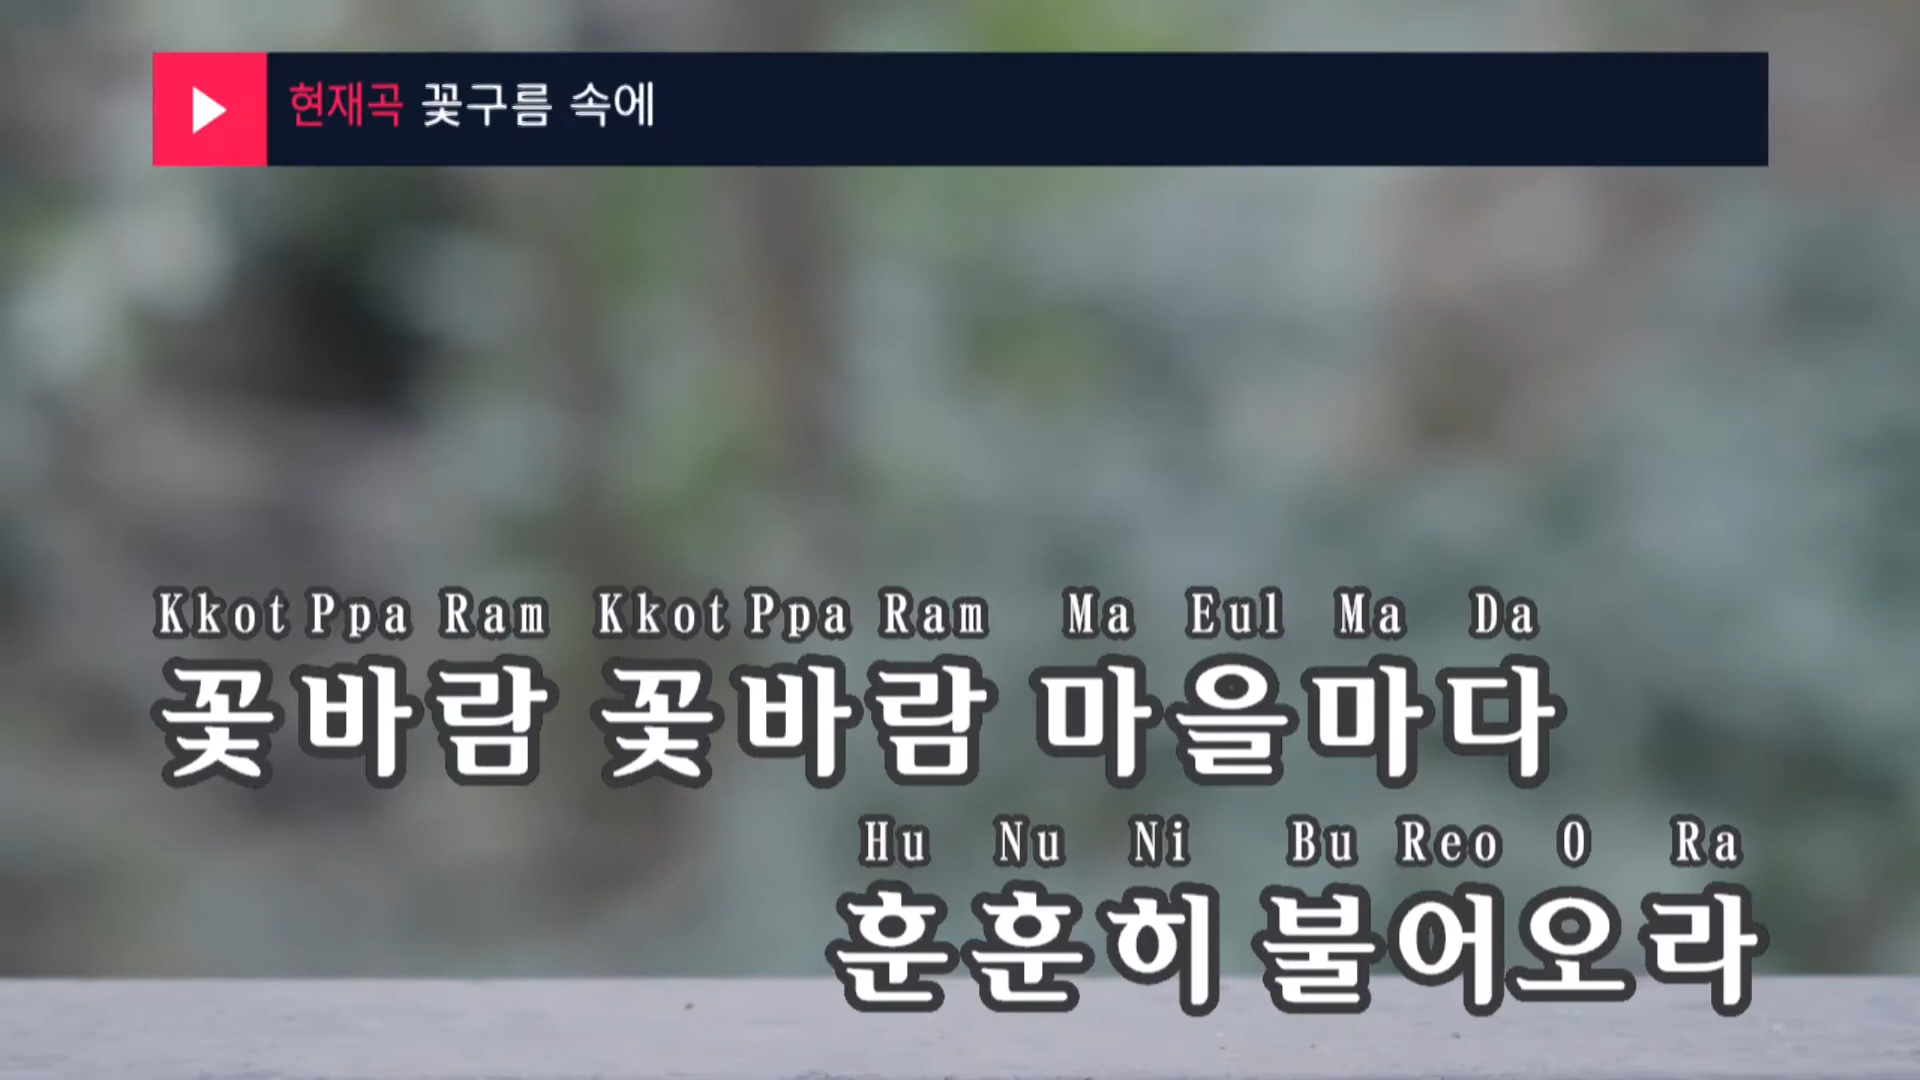 현재곡 꽃구름 속에
Kkot Ppa Ram Kkot Ppa Ram Ma Eul Ma Da
꽃바람 꽃바람 마을마다
Hu Nu Ni Bu Reo O Ra
훈훈히 불어오라